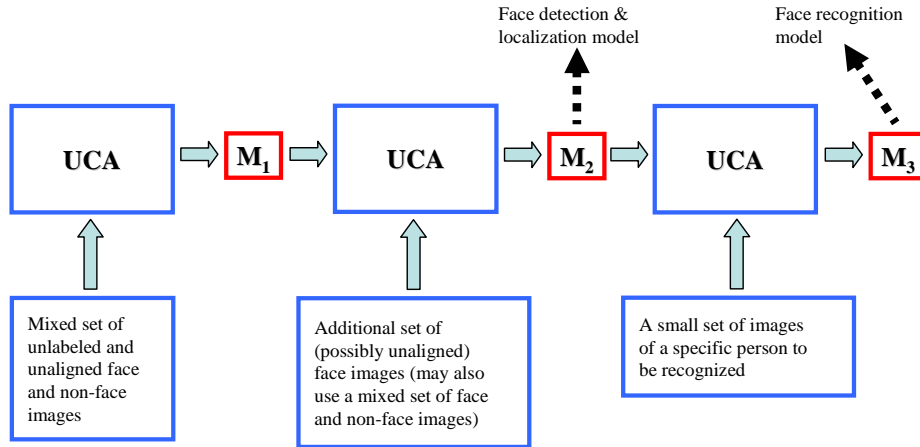 Face detection &
localization model
Face recognition
model
UCA
M1
UCA
M2
UCA
M3
Mixed set of
unlabeled and
unaligned face
and non-face
images
Additional set of
(possibly unaligned)
face images (may also
use a mixed set of face
and non-face images)
A small set of images
of a specific person to
be recognized